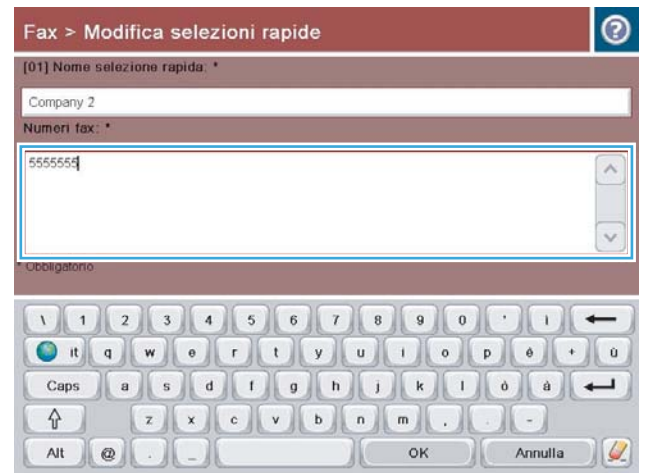 Fax > Modifica selezioni rapide
?
[01] Nome selezione rapida: *
Company 2
Numeri fax: *
5555555
* Obbligatorio
\ 1 2 3 4 5 6 7 8 9 0 ' ì
it q w e r t y u i o p è + ù
Caps a s d f g h j k l ò à
z x c v b n m , . -
Alt @ . _ OK Annulla